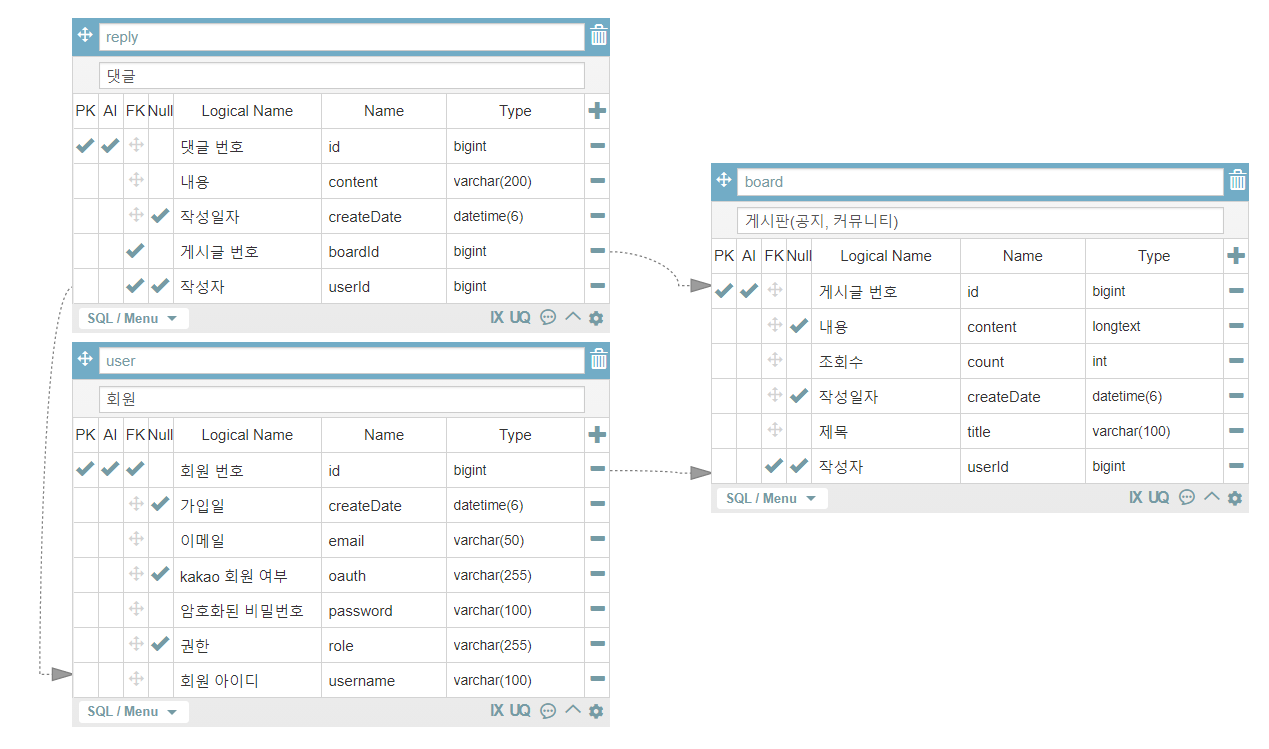 reply
댓글
PK AI FK Null Logical Name Name Type
댓글 번호 id bigint
내용 content varchar(200)
작성일자 createDate datetime(6)
게시글 번호 boardId bigint
작성자 userId bigint
SQL / Menu IX UQ
user
회원
PK AI FK Null Logical Name Name Type
회원 번호 id bigint
가입일 createDate datetime(6)
이메일 email varchar(50)
kakao 회원 여부 oauth varchar(255)
암호화된 비밀번호 password varchar(100)
권한 role varchar(255)
회원 아이디 username varchar(100)
SQL / Menu IX UQ
board
게시판(공지, 커뮤니티)
PK AI FK Null Logical Name Name Type
게시글 번호 id bigint
내용 content longtext
조회수 count int
작성일자 createDate datetime(6)
제목 title varchar(100)
작성자 userId bigint
SQL / Menu IX UQ